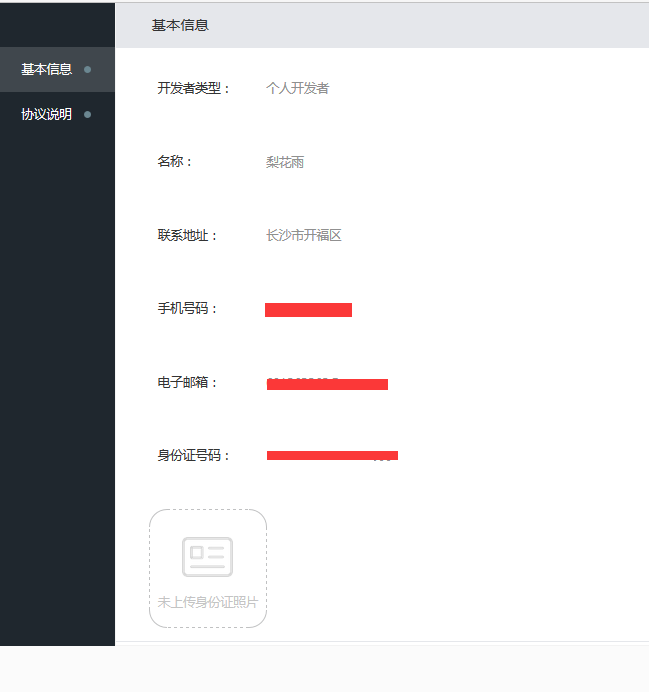 基本信息
基本信息
协议说明
开发者类型： 个人开发者
名称： 梨花雨
联系地址： 长沙市开福区
手机号码：
电子邮箱：
身份证号码：
未上传身份证照片